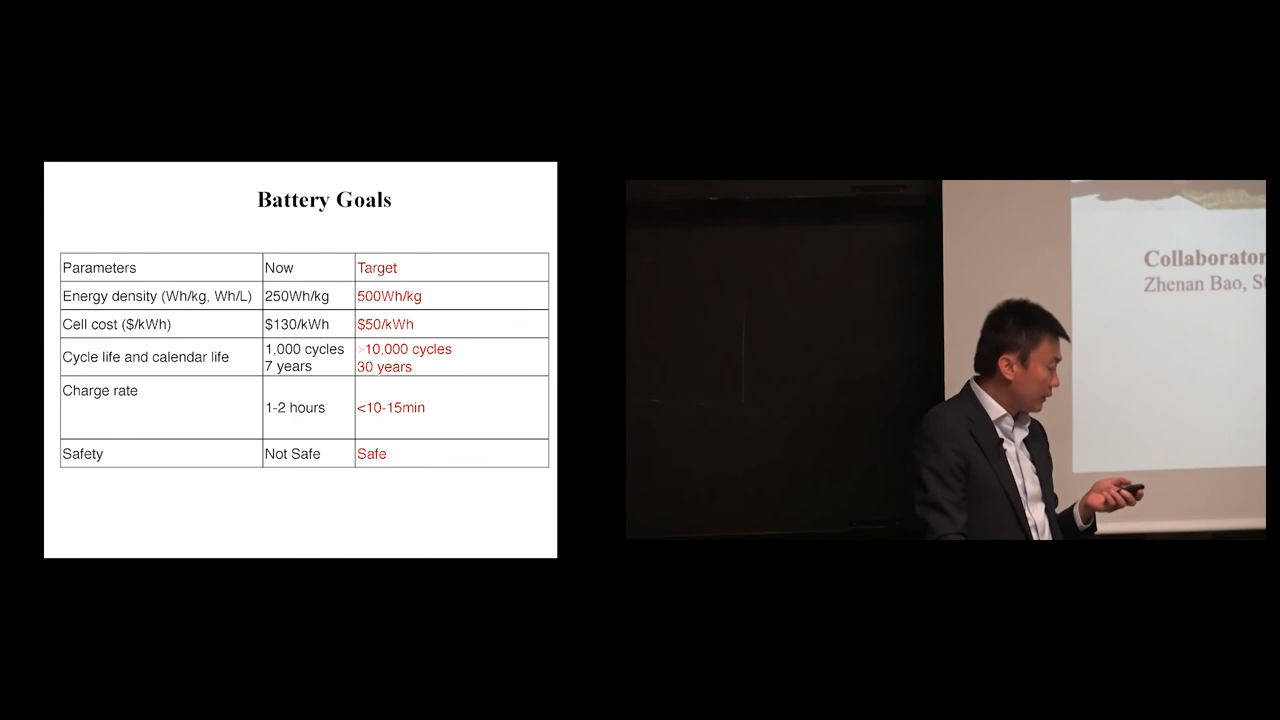 Battery Goals
Parameters Now Target
Energy density (Wh/kg, Wh/L) 250Wh/kg 500Wh/kg
Cell cost ($/kWh) $130/kWh $50/kWh
Cycle life and calendar life 1,000 cycles >10,000 cycles
7 years 30 years
Charge rate
1-2 hours <10-15min
Safety Not Safe Safe
Collaborator
Zhenan Bao, S